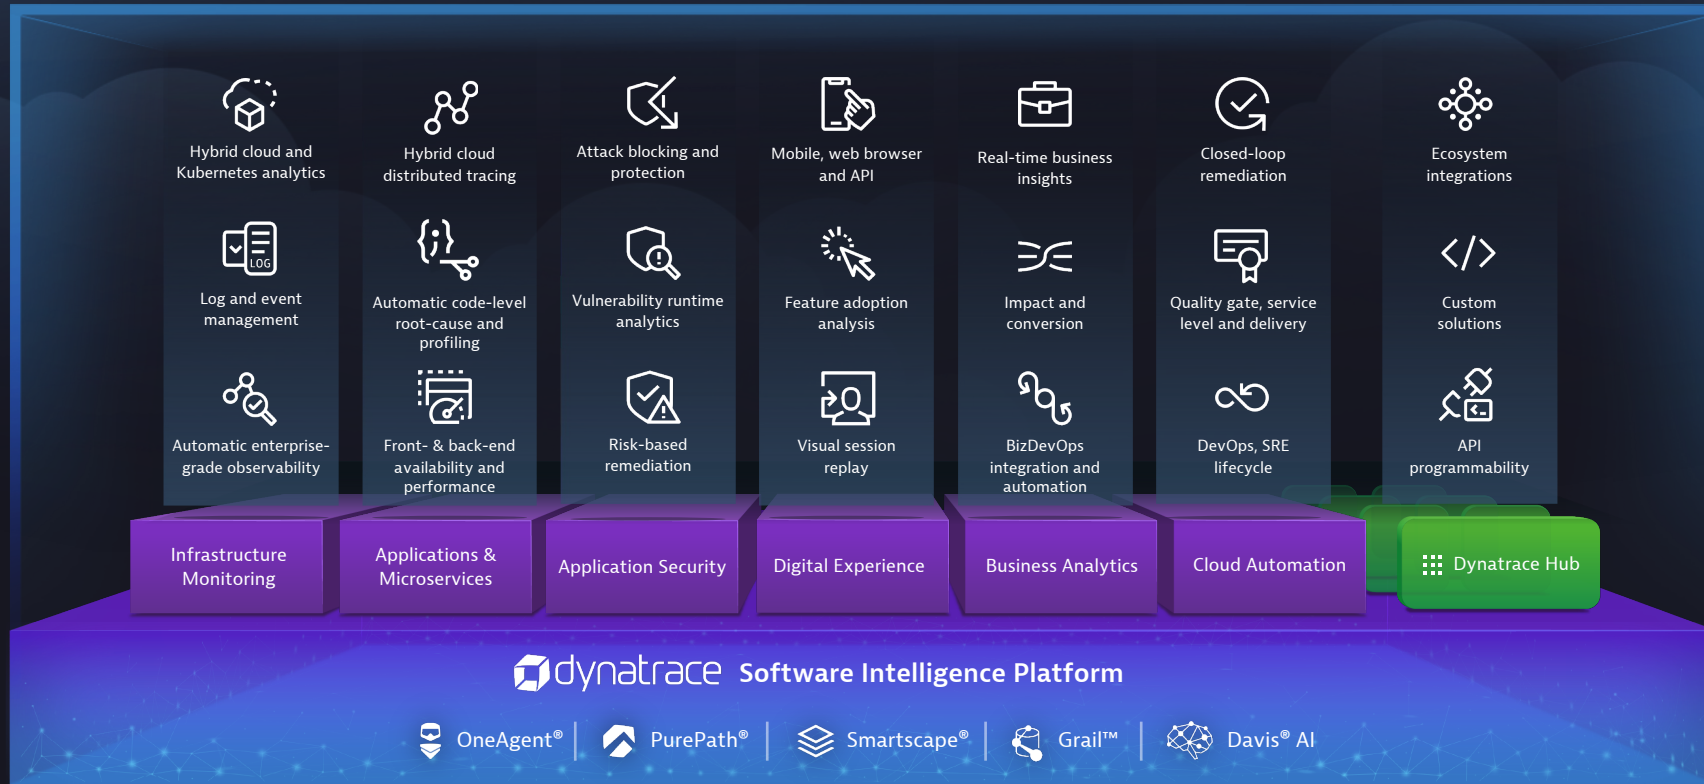 Hybrid cloud and
Kubernetes analytics
Hybrid cloud
distributed tracing
Attack blocking and
protection
Mobile, web browser
and API
Real-time business
insights
Closed-loop
remediation
Ecosystem
integrations
LOG
Log and event
management
Automatic code-level
root-cause and
profiling
Vulnerability runtime
analytics
Feature adoption
analysis
Impact and
conversion
Quality gate, service
level and delivery
Custom
solutions
Automatic enterprise-
grade observability
Front- & back-end
availability and
performance
Risk-based
remediation
Visual session
replay
BizDevOps
integration and
automation
DevOps, SRE
lifecycle
API
programmability
Infrastructure
Monitoring
Applications &
Microservices
Application Security
Digital Experience
Business Analytics
Cloud Automation
Dynatrace Hub
dynatrace Software Intelligence Platform
OneAgent® | PurePath® | Smartscape® | Grail™ | Davis® AI